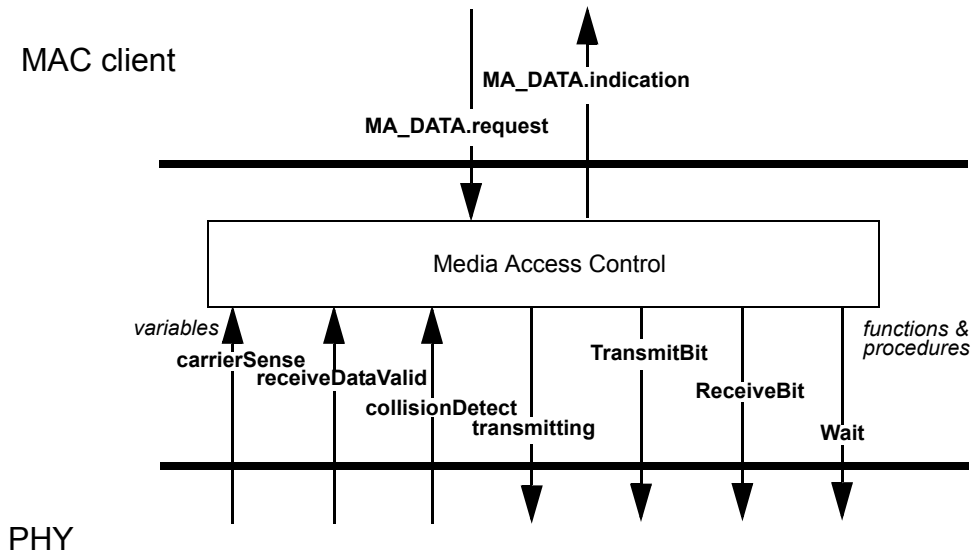 MAC client
MA_DATA.indication
MA_DATA.request
Media Access Control
variables
functions &
procedures
carrierSense
TransmitBit
receiveDataValid
ReceiveBit
collisionDetect
transmitting
Wait
PHY